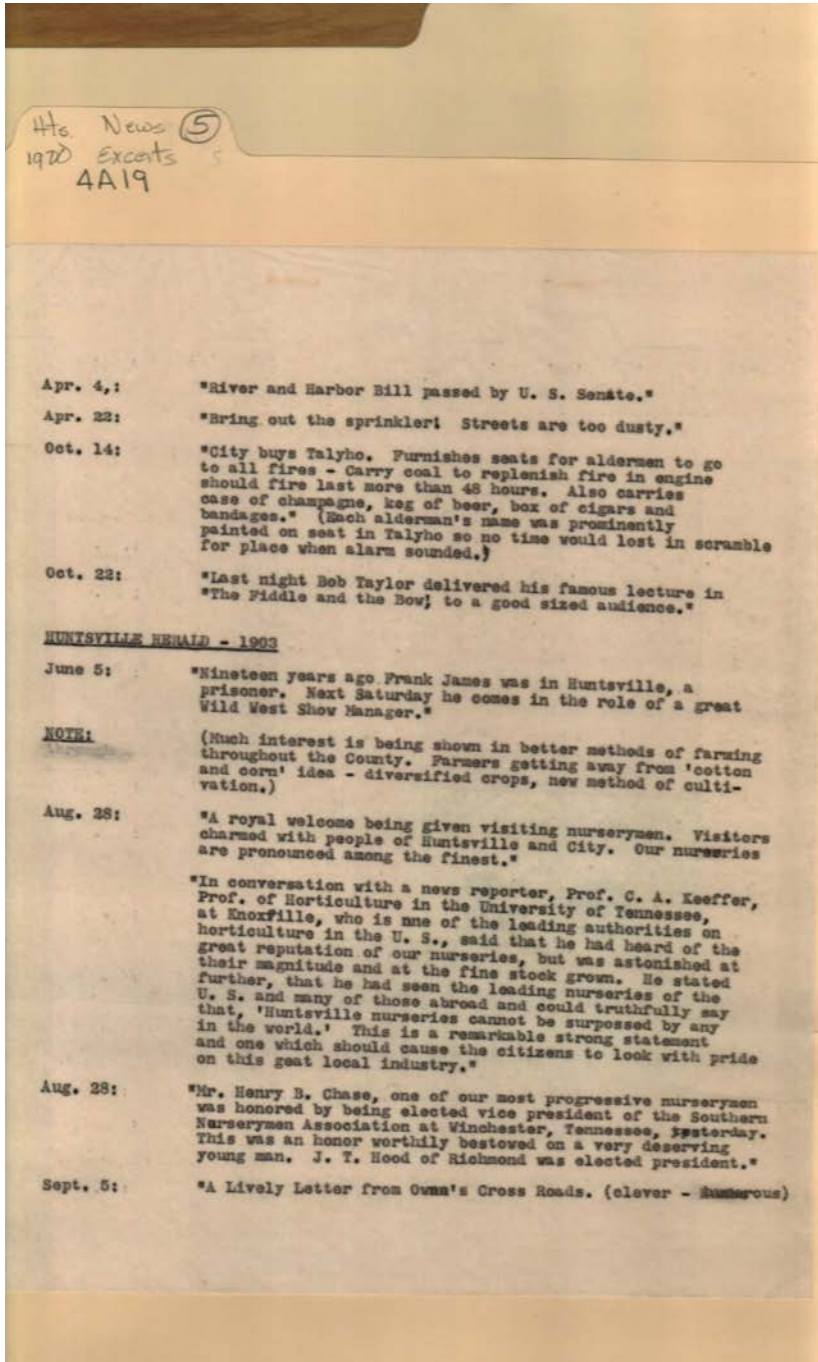 Hts. News 5
1920 Excerts 5
4A19
Apr. 4,: "River and Harbor Bill passed by U. S. Senate."
Apr. 22: "Bring out the sprinkler! Streets are too dusty."
Oct. 14: "City buys Talyho. Furnishes seats for aldermen to go
to all fires - Carry coal to replenish fire in engine
should fire last more than 48 hours. Also carries
case of champagne, keg of beer, box of cigars and
bandages." (Each alderman's name was prominently
painted on seat in Talyho so no time would lost in scramble
for place when alarm sounded.)
Oct. 22: "Last night Bob Taylor delivered his famous lecture in
"The Fiddle and the Bow; to a good sized audience."
HUNTSVILLE HERALD - 1903
June 5: "Nineteen years ago Frank James was in Huntsville, a
prisoner. Next Saturday he comes in the role of a great
Wild West Show Manager."
NOTE: (Much interest is being shown in better methods of farming
throughout the County. Farmers getting away from 'cotton
and corn' idea - diversified crops, new method of culti-
vation.)
Aug. 28: "A royal welcome being given visiting nurserymen. Visitors
charmed with people of Huntsville and City. Our nurseries
are pronounced among the finest."
"In conversation with a news reporter, Prof. C. A. Keeffer,
Prof. of Horticulture in the University of Tennessee,
at Knoxfille, who is nne of the leading authorities on
horticulture in the U. S., said that he had heard of the
great reputation of our nurseries, but was astonished at
their magnitude and at the fine stock grown. He stated
further, that he had seen the leading nurseries of the
U. S. and many of those abroad and could truthfully say
that, 'Huntsville nurseries cannot be surpossed by any
in the world.' This is a remarkable strong statement
and one which should cause the citizens to look with pride
on this geat local industry."
Aug. 28: "Mr. Henry B. Chase, one of our most progressive nurserymen
was honored by being elected vice president of the Southern
Nurserymen Association at Winchester, Tennessee, yesterday.
This was an honor worthily bestowed on a very deserving
young man. J. T. Hood of Richmond was elected president."
Sept. 5: "A Lively Letter from Owen's Cross Roads. (clever - humerous)